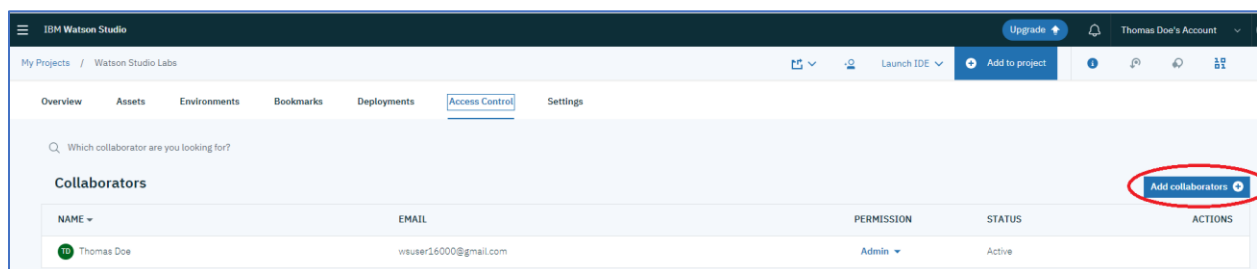 IBM Watson Studio Upgrade Thomas Doe's Account
My Projects / Watson Studio Labs Launch IDE Add to project
Overview Assets Environments Bookmarks Deployments Access Control Settings
Which collaborator are you looking for?
Collaborators Add collaborators
NAME EMAIL PERMISSION STATUS ACTIONS
TD Thomas Doe wsuser16000@gmail.com Admin Active